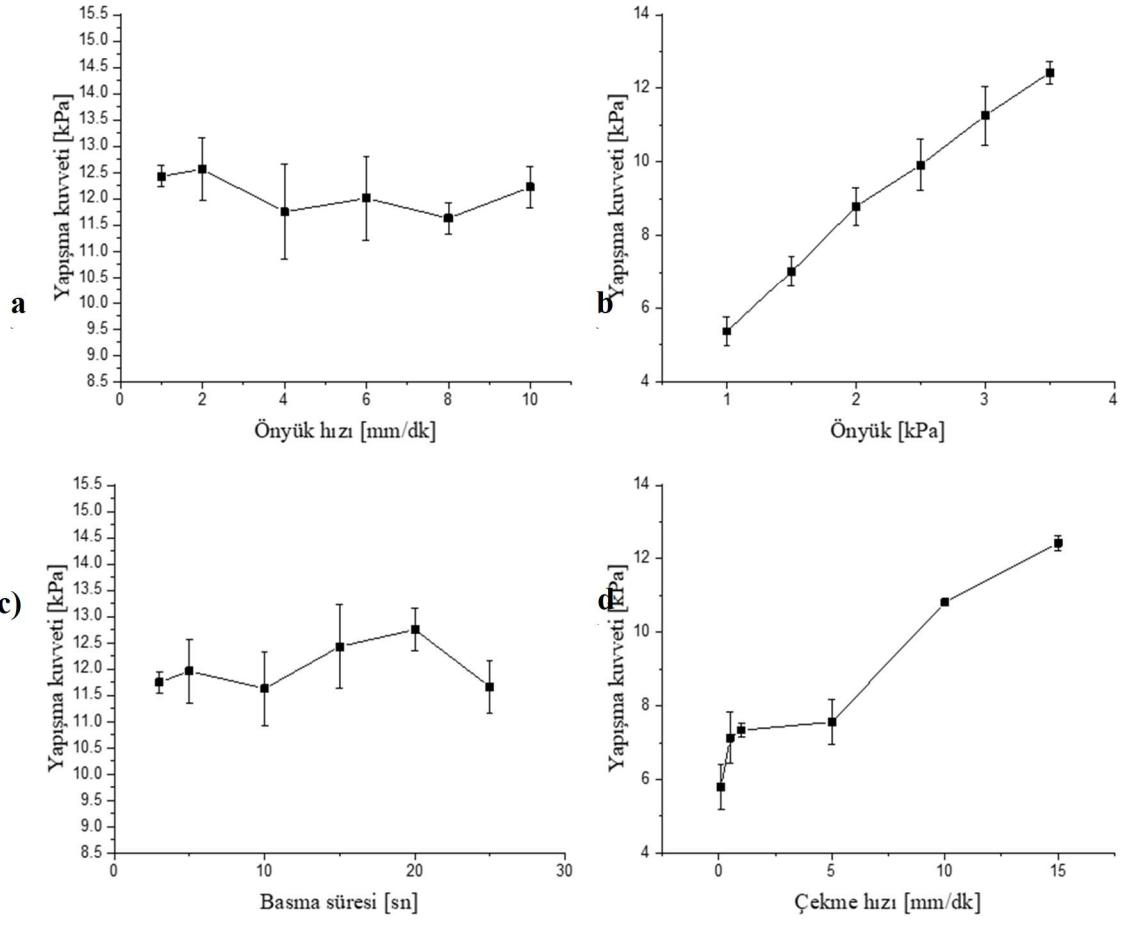 15.5
15.0
14.5
14.0
13.5
13.0
12.5
12.0
11.5
11.0
10.5
10.0
9.5
9.0
8.5
Yapışma kuvveti [kPa]
0 2 4 6 8 10
Önyük hızı [mm/dk]
a
14
12
10
8
6
4
Yapışma kuvveti [kPa]
1 2 3 4
Önyük [kPa]
b
15.5
15.0
14.5
14.0
13.5
13.0
12.5
12.0
11.5
11.0
10.5
10.0
9.5
9.0
8.5
Yapışma kuvveti [kPa]
0 10 20 30
Basma süresi [sn]
c)
14
12
10
8
6
4
Yapışma kuvveti [kPa]
0 5 10 15
Çekme hızı [mm/dk]
d